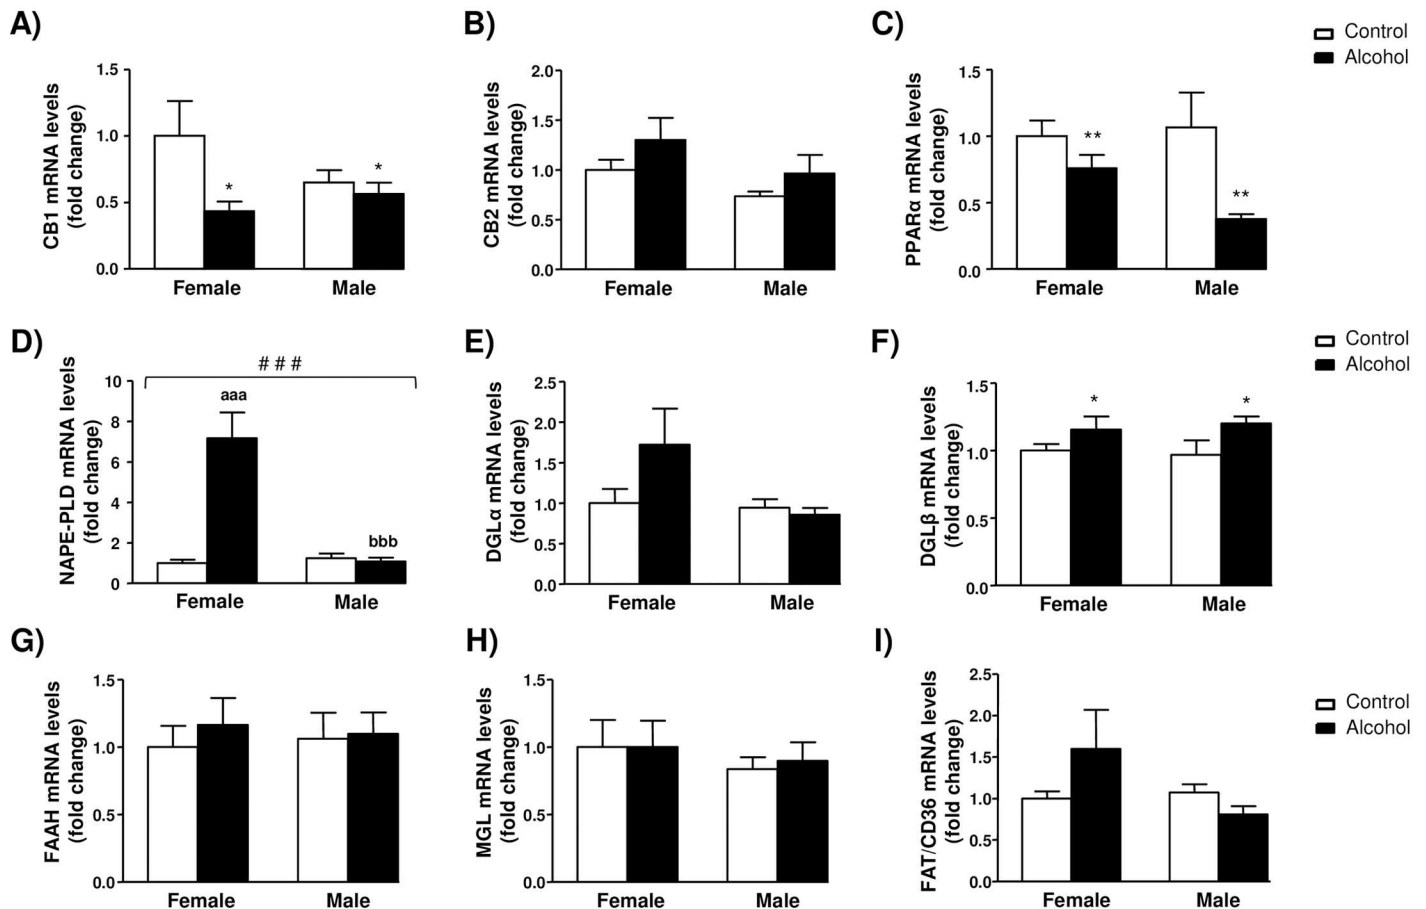 A)
CB1 mRNA levels
(fold change)
1.5
1.0
0.5
0.0
*
*
Female
Male
B)
CB2 mRNA levels
(fold change)
2.0
1.5
1.0
0.5
0.0
Female
Male
C)
PPARα mRNA levels
(fold change)
1.5
1.0
0.5
0.0
**
**
Female
Male
Control
Alcohol
D)
NAPE-PLD mRNA levels
(fold change)
10
8
6
4
2
0
# # #
aaa
bbb
Female
Male
E)
DGLα mRNA levels
(fold change)
2.5
2.0
1.5
1.0
0.5
0.0
Female
Male
F)
DGLβ mRNA levels
(fold change)
1.5
1.0
0.5
0.0
*
*
Female
Male
Control
Alcohol
G)
FAAH mRNA levels
(fold change)
1.5
1.0
0.5
0.0
Female
Male
H)
MGL mRNA levels
(fold change)
1.5
1.0
0.5
0.0
Female
Male
I)
FAT/CD36 mRNA levels
(fold change)
2.5
2.0
1.5
1.0
0.5
0.0
Female
Male
Control
Alcohol